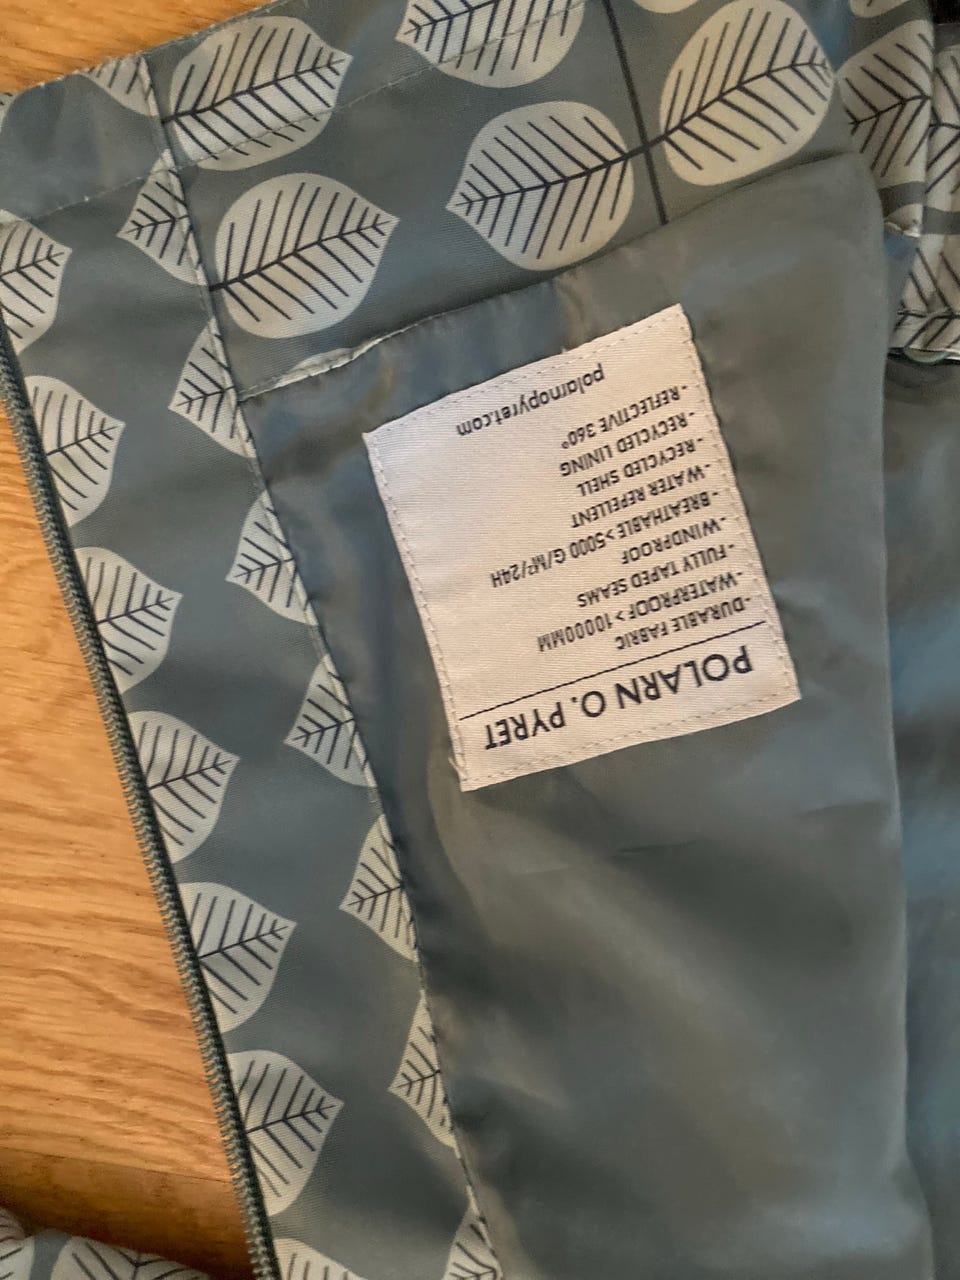 POLARN O. PYRET
-DURABLE FABRIC
-WATERPROOF > 10000MM
-FULLY TAPED SEAMS
-WINDPROOF
-BREATHABLE > 5000 G/M²/24H
-WATER REPELLENT
-RECYCLED SHELL
-RECYCLED LINING
-REFLECTIVE 360°
polarnopyret.com